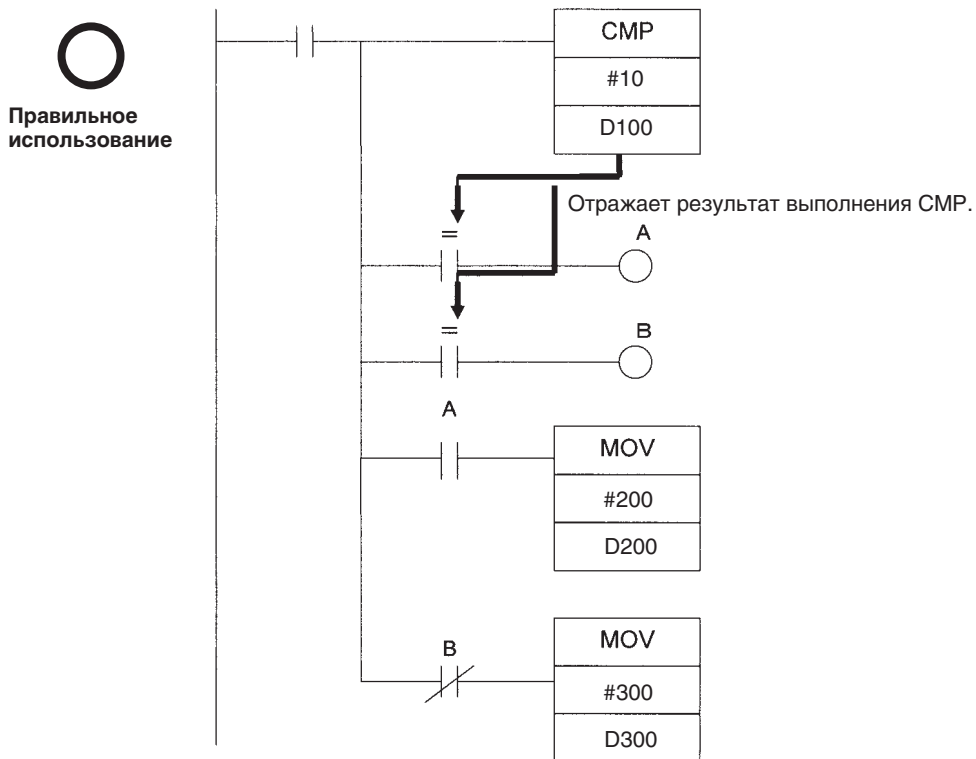 Правильное
использование
CMP
#10
D100
Отражает результат выполнения CMP.
=
A
=
B
A
MOV
#200
D200
B
MOV
#300
D300